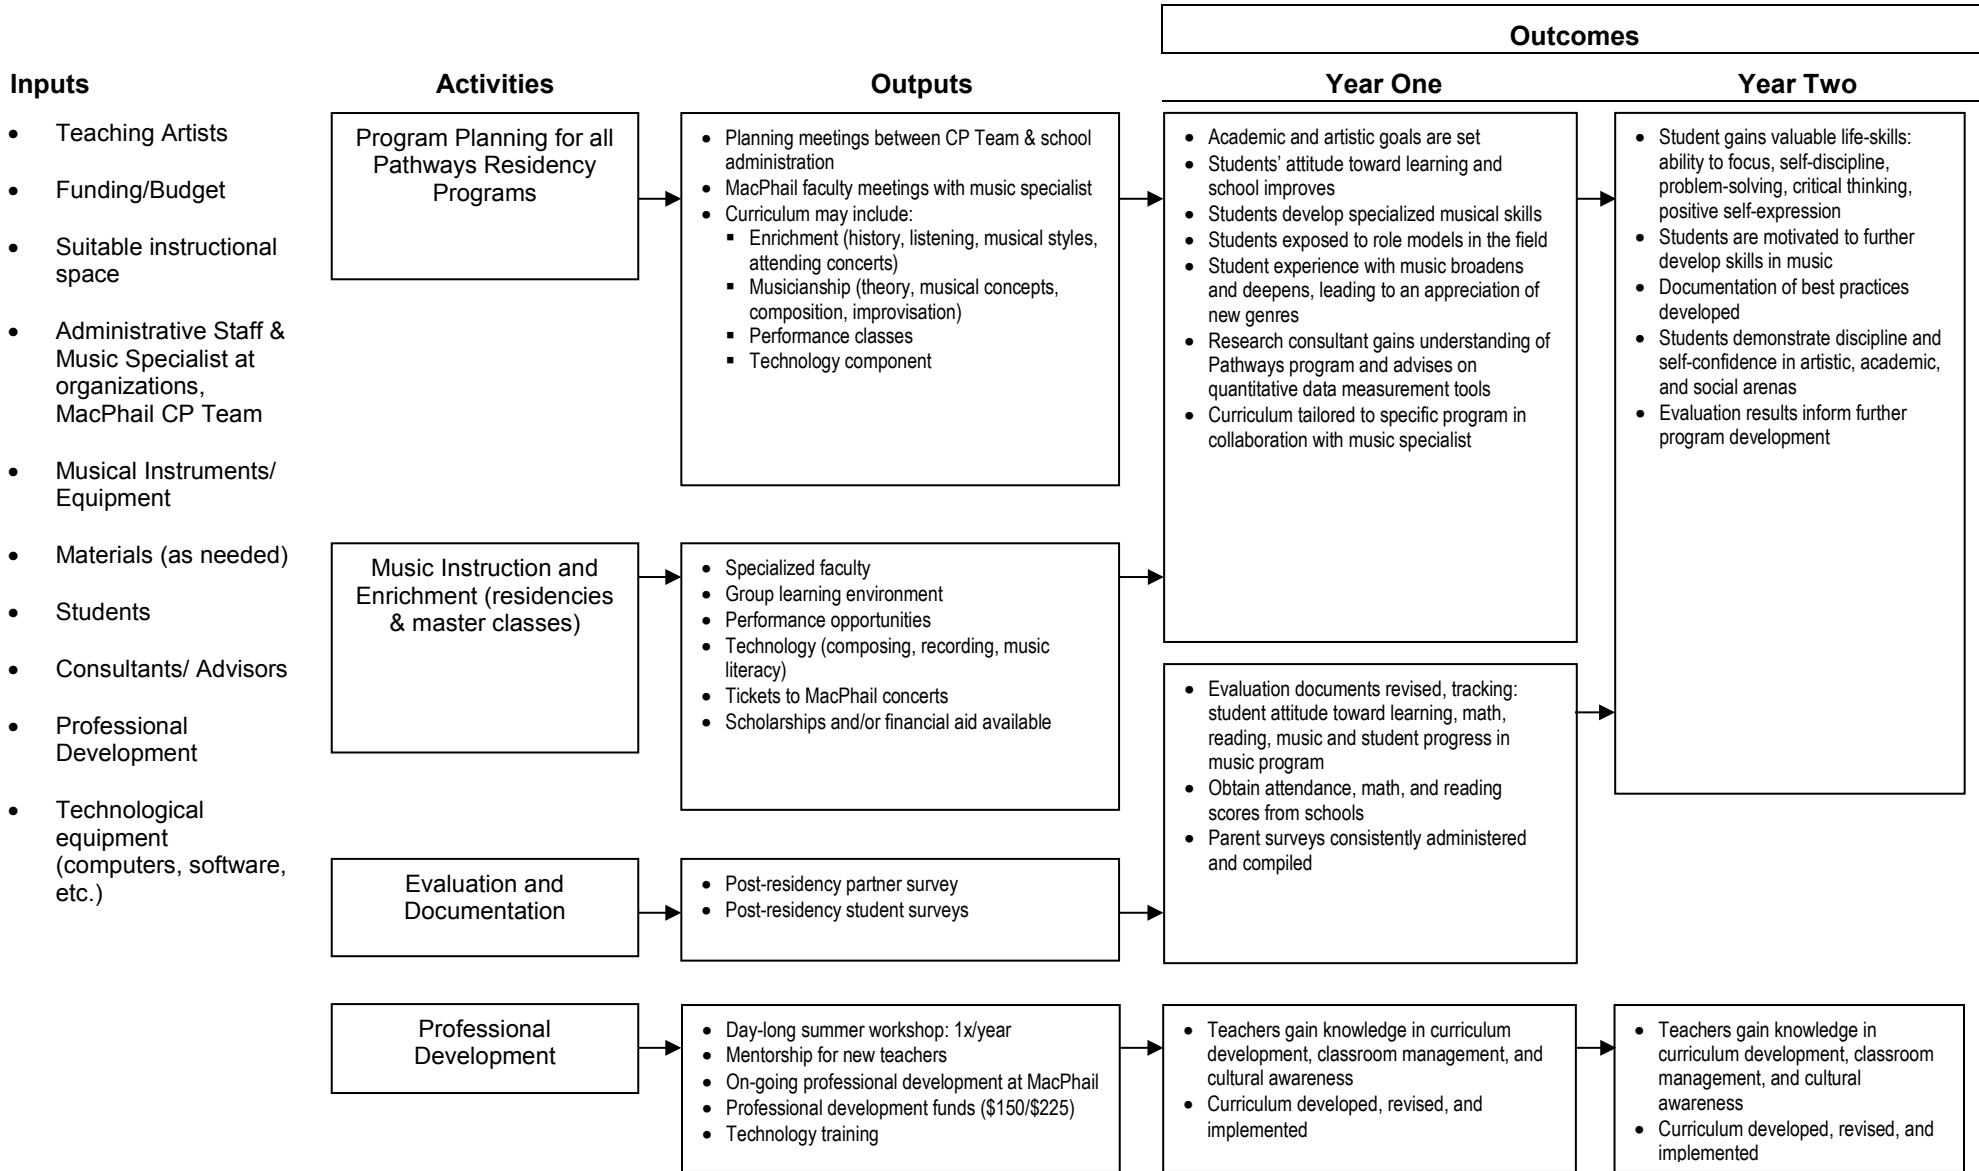 Outcomes
Inputs
Activities
Outputs
Year One
Year Two
• Teaching Artists
• Funding/Budget
• Suitable instructional
space
• Administrative Staff &
Music Specialist at
organizations,
MacPhail CP Team
• Musical Instruments/
Equipment
• Materials (as needed)
• Students
• Consultants/ Advisors
• Professional
Development
• Technological
equipment
(computers, software,
etc.)
Program Planning for all
Pathways Residency
Programs
• Planning meetings between CP Team & school
administration
• MacPhail faculty meetings with music specialist
• Curriculum may include:
▪ Enrichment (history, listening, musical styles,
attending concerts)
▪ Musicianship (theory, musical concepts,
composition, improvisation)
▪ Performance classes
▪ Technology component
• Academic and artistic goals are set
• Students’ attitude toward learning and
school improves
• Students develop specialized musical skills
• Students exposed to role models in the field
• Student experience with music broadens
and deepens, leading to an appreciation of
new genres
• Research consultant gains understanding of
Pathways program and advises on
quantitative data measurement tools
• Curriculum tailored to specific program in
collaboration with music specialist
• Student gains valuable life-skills:
ability to focus, self-discipline,
problem-solving, critical thinking,
positive self-expression
• Students are motivated to further
develop skills in music
• Documentation of best practices
developed
• Students demonstrate discipline and
self-confidence in artistic, academic,
and social arenas
• Evaluation results inform further
program development
Music Instruction and
Enrichment (residencies
& master classes)
• Specialized faculty
• Group learning environment
• Performance opportunities
• Technology (composing, recording, music
literacy)
• Tickets to MacPhail concerts
• Scholarships and/or financial aid available
• Evaluation documents revised, tracking:
student attitude toward learning, math,
reading, music and student progress in
music program
• Obtain attendance, math, and reading
scores from schools
• Parent surveys consistently administered
and compiled
Evaluation and
Documentation
• Post-residency partner survey
• Post-residency student surveys
Professional
Development
• Day-long summer workshop: 1x/year
• Mentorship for new teachers
• On-going professional development at MacPhail
• Professional development funds ($150/$225)
• Technology training
• Teachers gain knowledge in curriculum
development, classroom management, and
cultural awareness
• Curriculum developed, revised, and
implemented
• Teachers gain knowledge in
curriculum development, classroom
management, and cultural
awareness
• Curriculum developed, revised, and
implemented